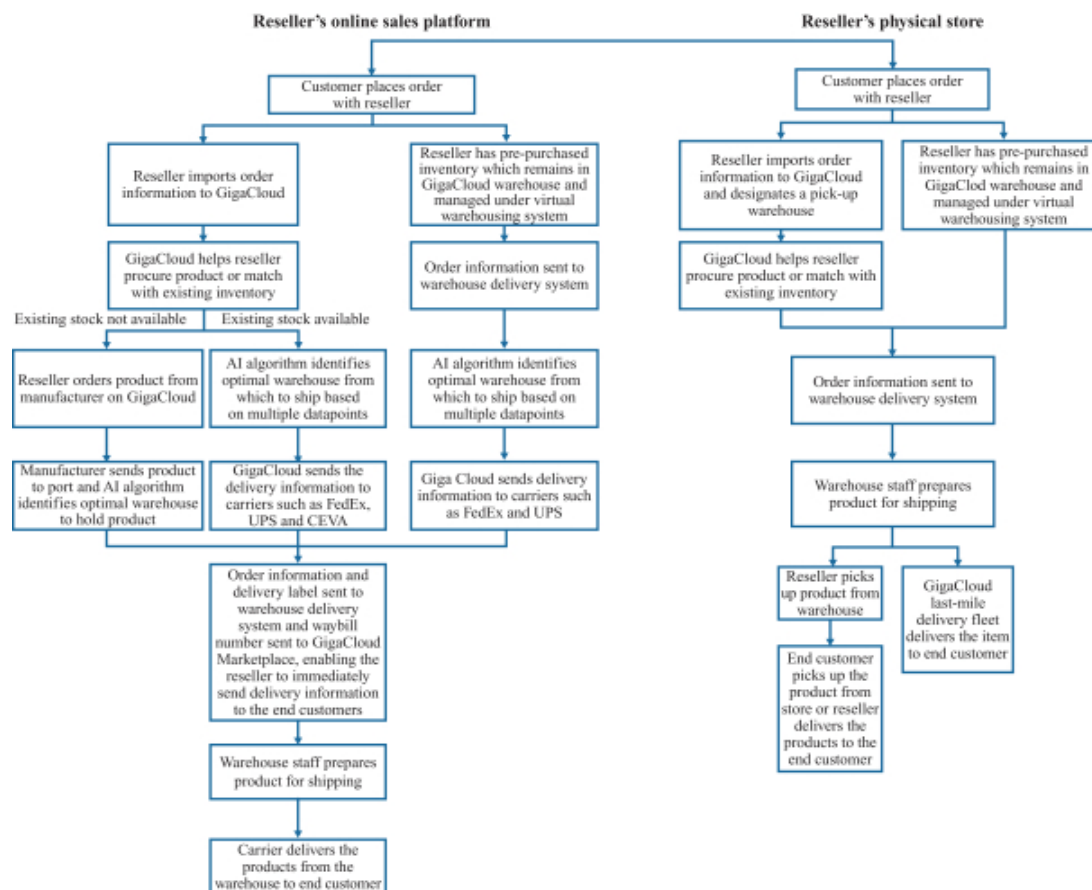 Reseller's online sales platform
Customer places order
with reseller
Reseller imports order
information to GigaCloud
Reseller has pre-purchased
inventory which remains in
GigaCloud warehouse and
managed under virtual
warehousing system
GigaCloud helps reseller
procure product or match
with existing inventory
Order information sent to
warehouse delivery system
Existing stock not available
Existing stock available
Reseller orders product from
manufacturer on GigaCloud
AI algorithm identifies
optimal warehouse from
which to ship based
on multiple datapoints
AI algorithm identifies
optimal warehouse from
which to ship based on
multiple datapoints
Manufacturer sends product
to port and AI algorithm
identifies optimal warehouse
to hold product
GigaCloud sends the
delivery information to
carriers such as FedEx,
UPS and CEVA
Giga Cloud sends delivery
information to carriers such
as FedEx and UPS
Order information and
delivery label sent to
warehouse delivery
system and waybill
number sent to GigaCloud
Marketplace, enabling the
reseller to immediately
send delivery information
to the end customers
Warehouse staff prepares
product for shipping
Carrier delivers the
products from the
warehouse to end customer
Reseller's physical store
Customer places order
with reseller
Reseller imports order
information to GigaCloud
and designates a pick-up
warehouse
Reseller has pre-purchased
inventory which remains in
GigaClod warehouse and
managed under virtual
warehousing system
GigaCloud helps reseller
procure product or match with
existing inventory
Order information sent to
warehouse delivery system
Warehouse staff prepares
product for shipping
Reseller picks
up product from
warehouse
GigaCloud
last-mile
delivery fleet
delivers the item
to end customer
End customer
picks up the
product from
store or reseller
delivers the
products to the
end customer